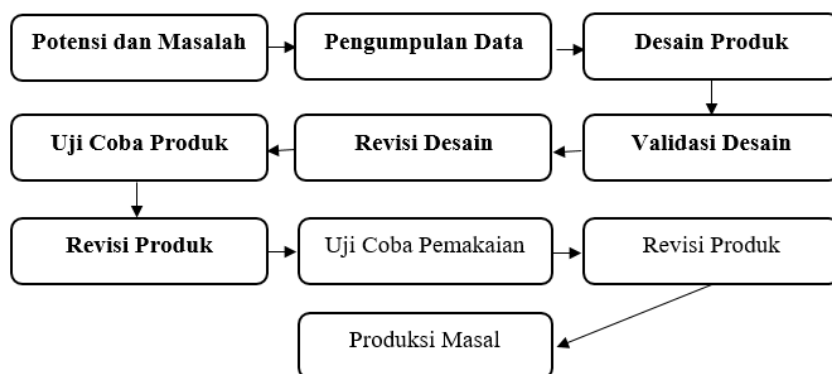 Potensi dan Masalah
Pengumpulan Data
Desain Produk
Validasi Desain
Revisi Desain
Uji Coba Produk
Revisi Produk
Uji Coba Pemakaian
Revisi Produk
Produksi Masal